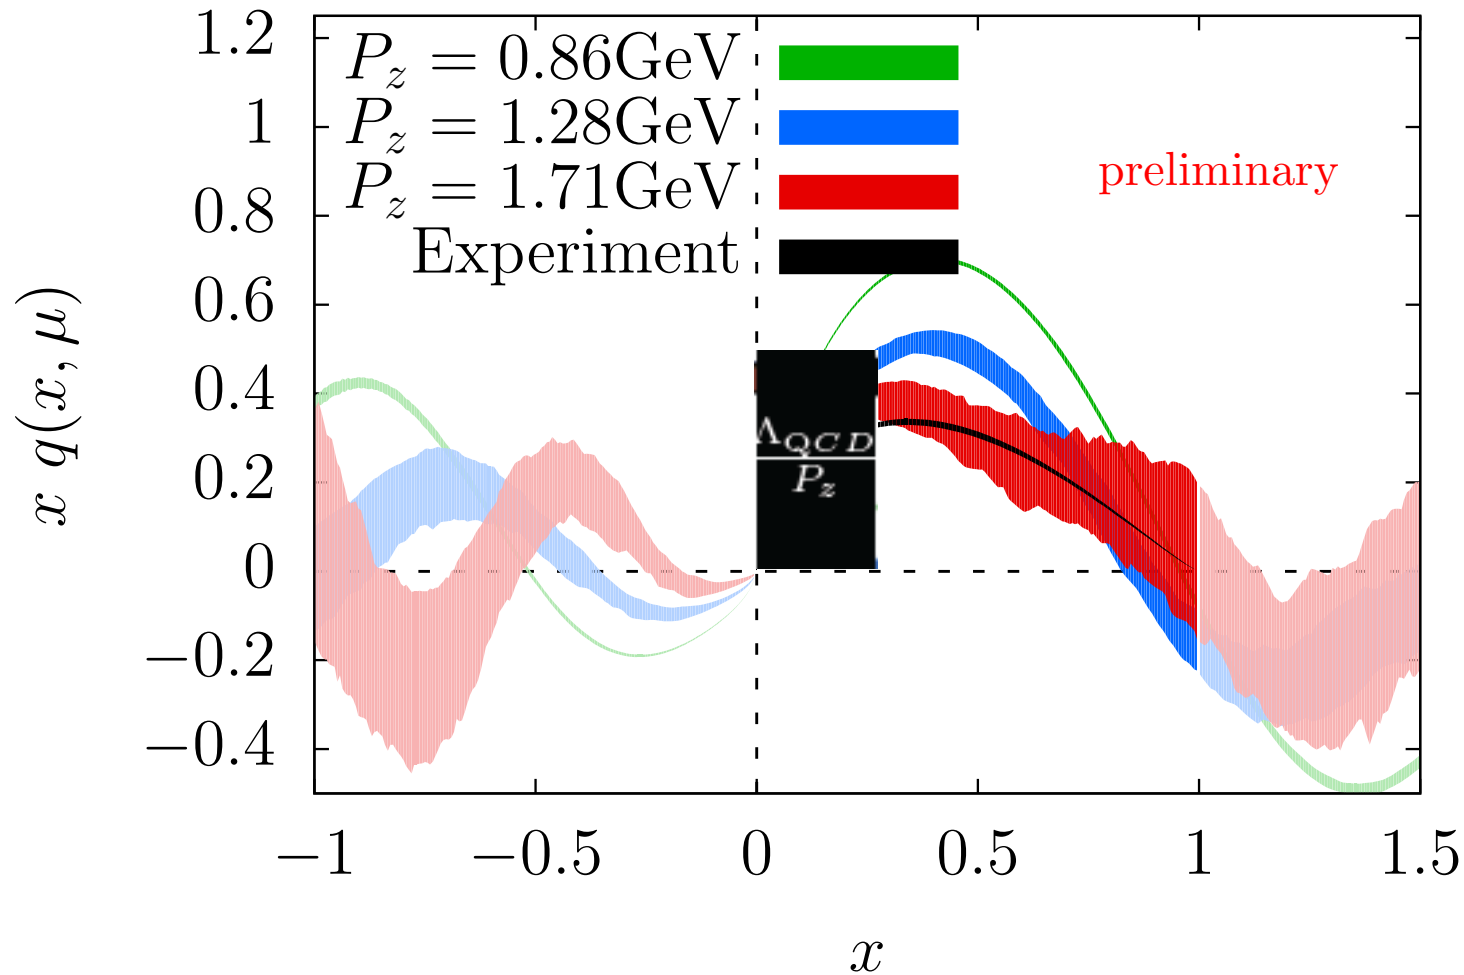 1.2
1
0.8
0.6
0.4
0.2
0
−0.2
−0.4
x q(x, μ)
P_z = 0.86GeV
P_z = 1.28GeV
P_z = 1.71GeV
Experiment
preliminary
Λ_QCD
P_z
−1 −0.5 0 0.5 1 1.5
x